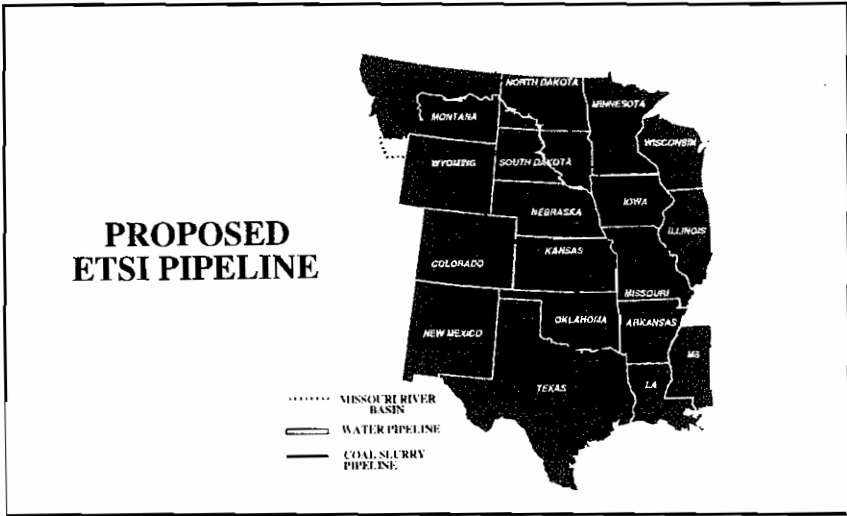 PROPOSED
ETSI PIPELINE
NORTH DAKOTA
MINNESOTA
MONTANA
WISCONSIN
WYOMING
SOUTH DAKOTA
IOWA
NEBRASKA
ILLINOIS
KANSAS
COLORADO
MISSOURI
OKLAHOMA
ARKANSAS
NEW MEXICO
MS
TEXAS
LA
MISSOURI RIVER
BASIN
WATER PIPELINE
COAL SLURRY
PIPELINE